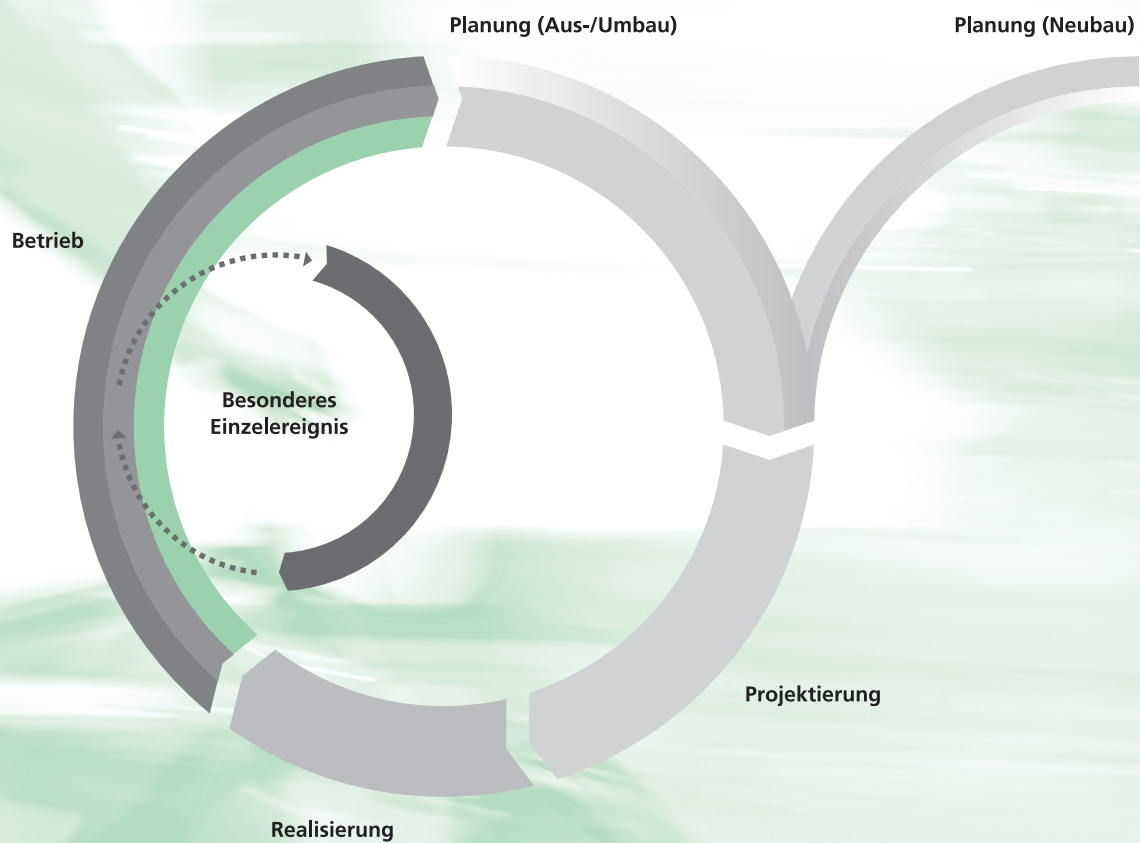 Planung (Aus-/Umbau)
Planung (Neubau)
Betrieb
Besonderes
Einzelereignis
Projektierung
Realisierung